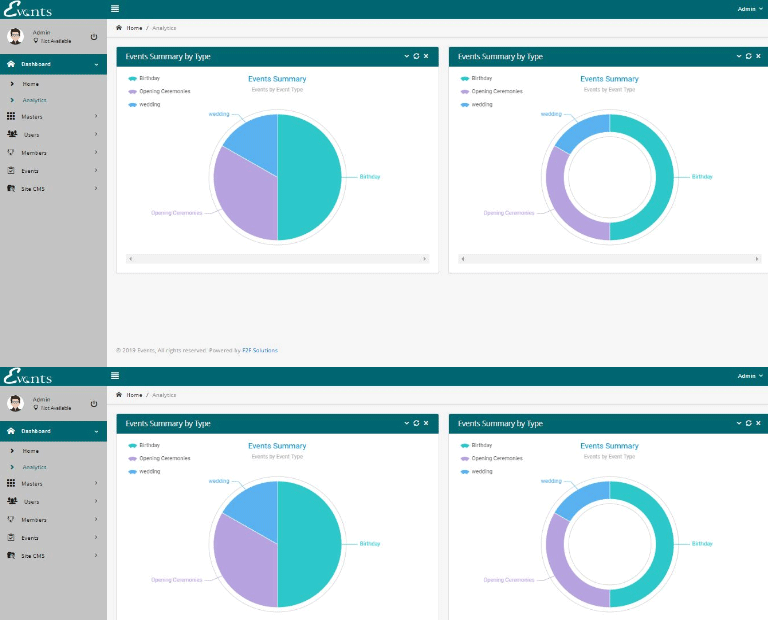 Events
Admin
Admin
Not Available
Dashboard
Home
Analytics
Masters
Users
Members
Events
Site CMS
Home / Analytics
Events Summary by Type
Birthday
Opening Ceremonies
wedding
Events Summary
Events by Event Type
wedding
Birthday
Opening Ceremonies
Events Summary by Type
Birthday
Opening Ceremonies
wedding
Events Summary
Events by Event Type
wedding
Birthday
Opening Ceremonies
© 2019 Events, All rights reserved. Powered by F2F Solutions
Events
Admin
Admin
Not Available
Dashboard
Home
Analytics
Masters
Users
Members
Events
Site CMS
Home / Analytics
Events Summary by Type
Birthday
Opening Ceremonies
wedding
Events Summary
Events by Event Type
wedding
Birthday
Opening Ceremonies
Events Summary by Type
Birthday
Opening Ceremonies
wedding
Events Summary
Events by Event Type
wedding
Birthday
Opening Ceremonies